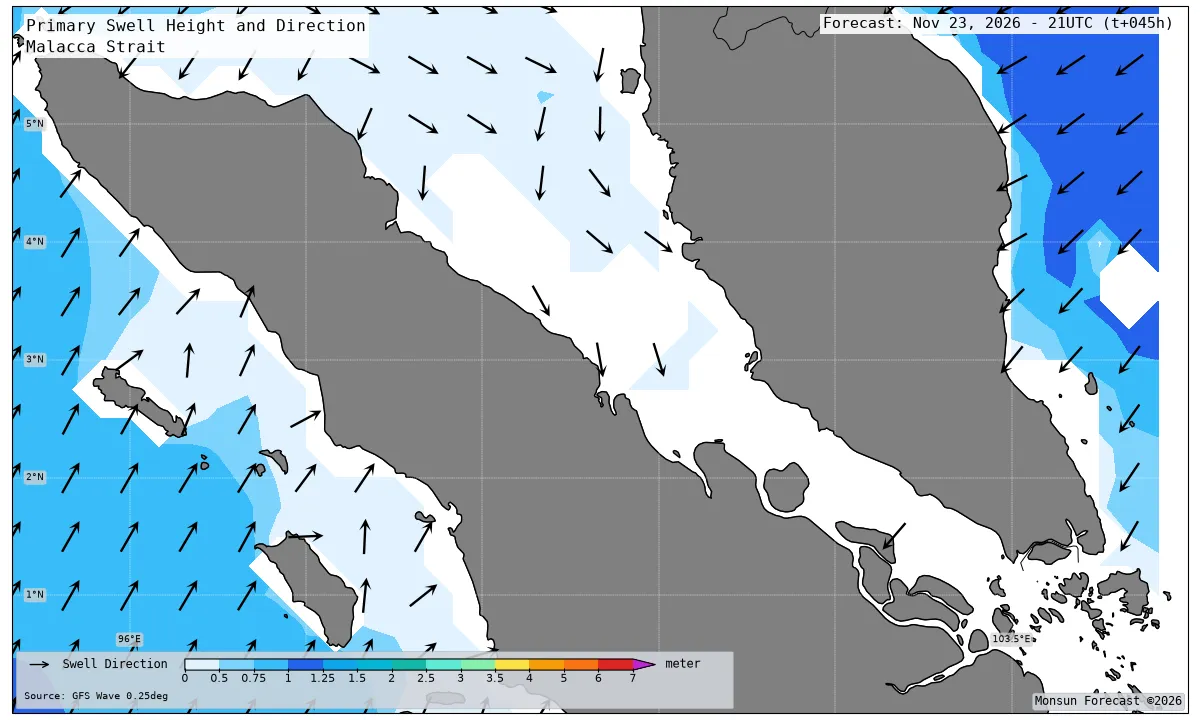 Primary Swell Height and Direction
Malacca Strait
Forecast: Nov 23, 2026 - 21UTC (t+045h)
5°N
4°N
3°N
2°N
1°N
96°E
103.5°E
Swell Direction
meter
0 0.5 0.75 1 1.25 1.5 2 2.5 3 3.5 4 5 6 7
Source: GFS Wave 0.25deg
Monsun Forecast ©2026